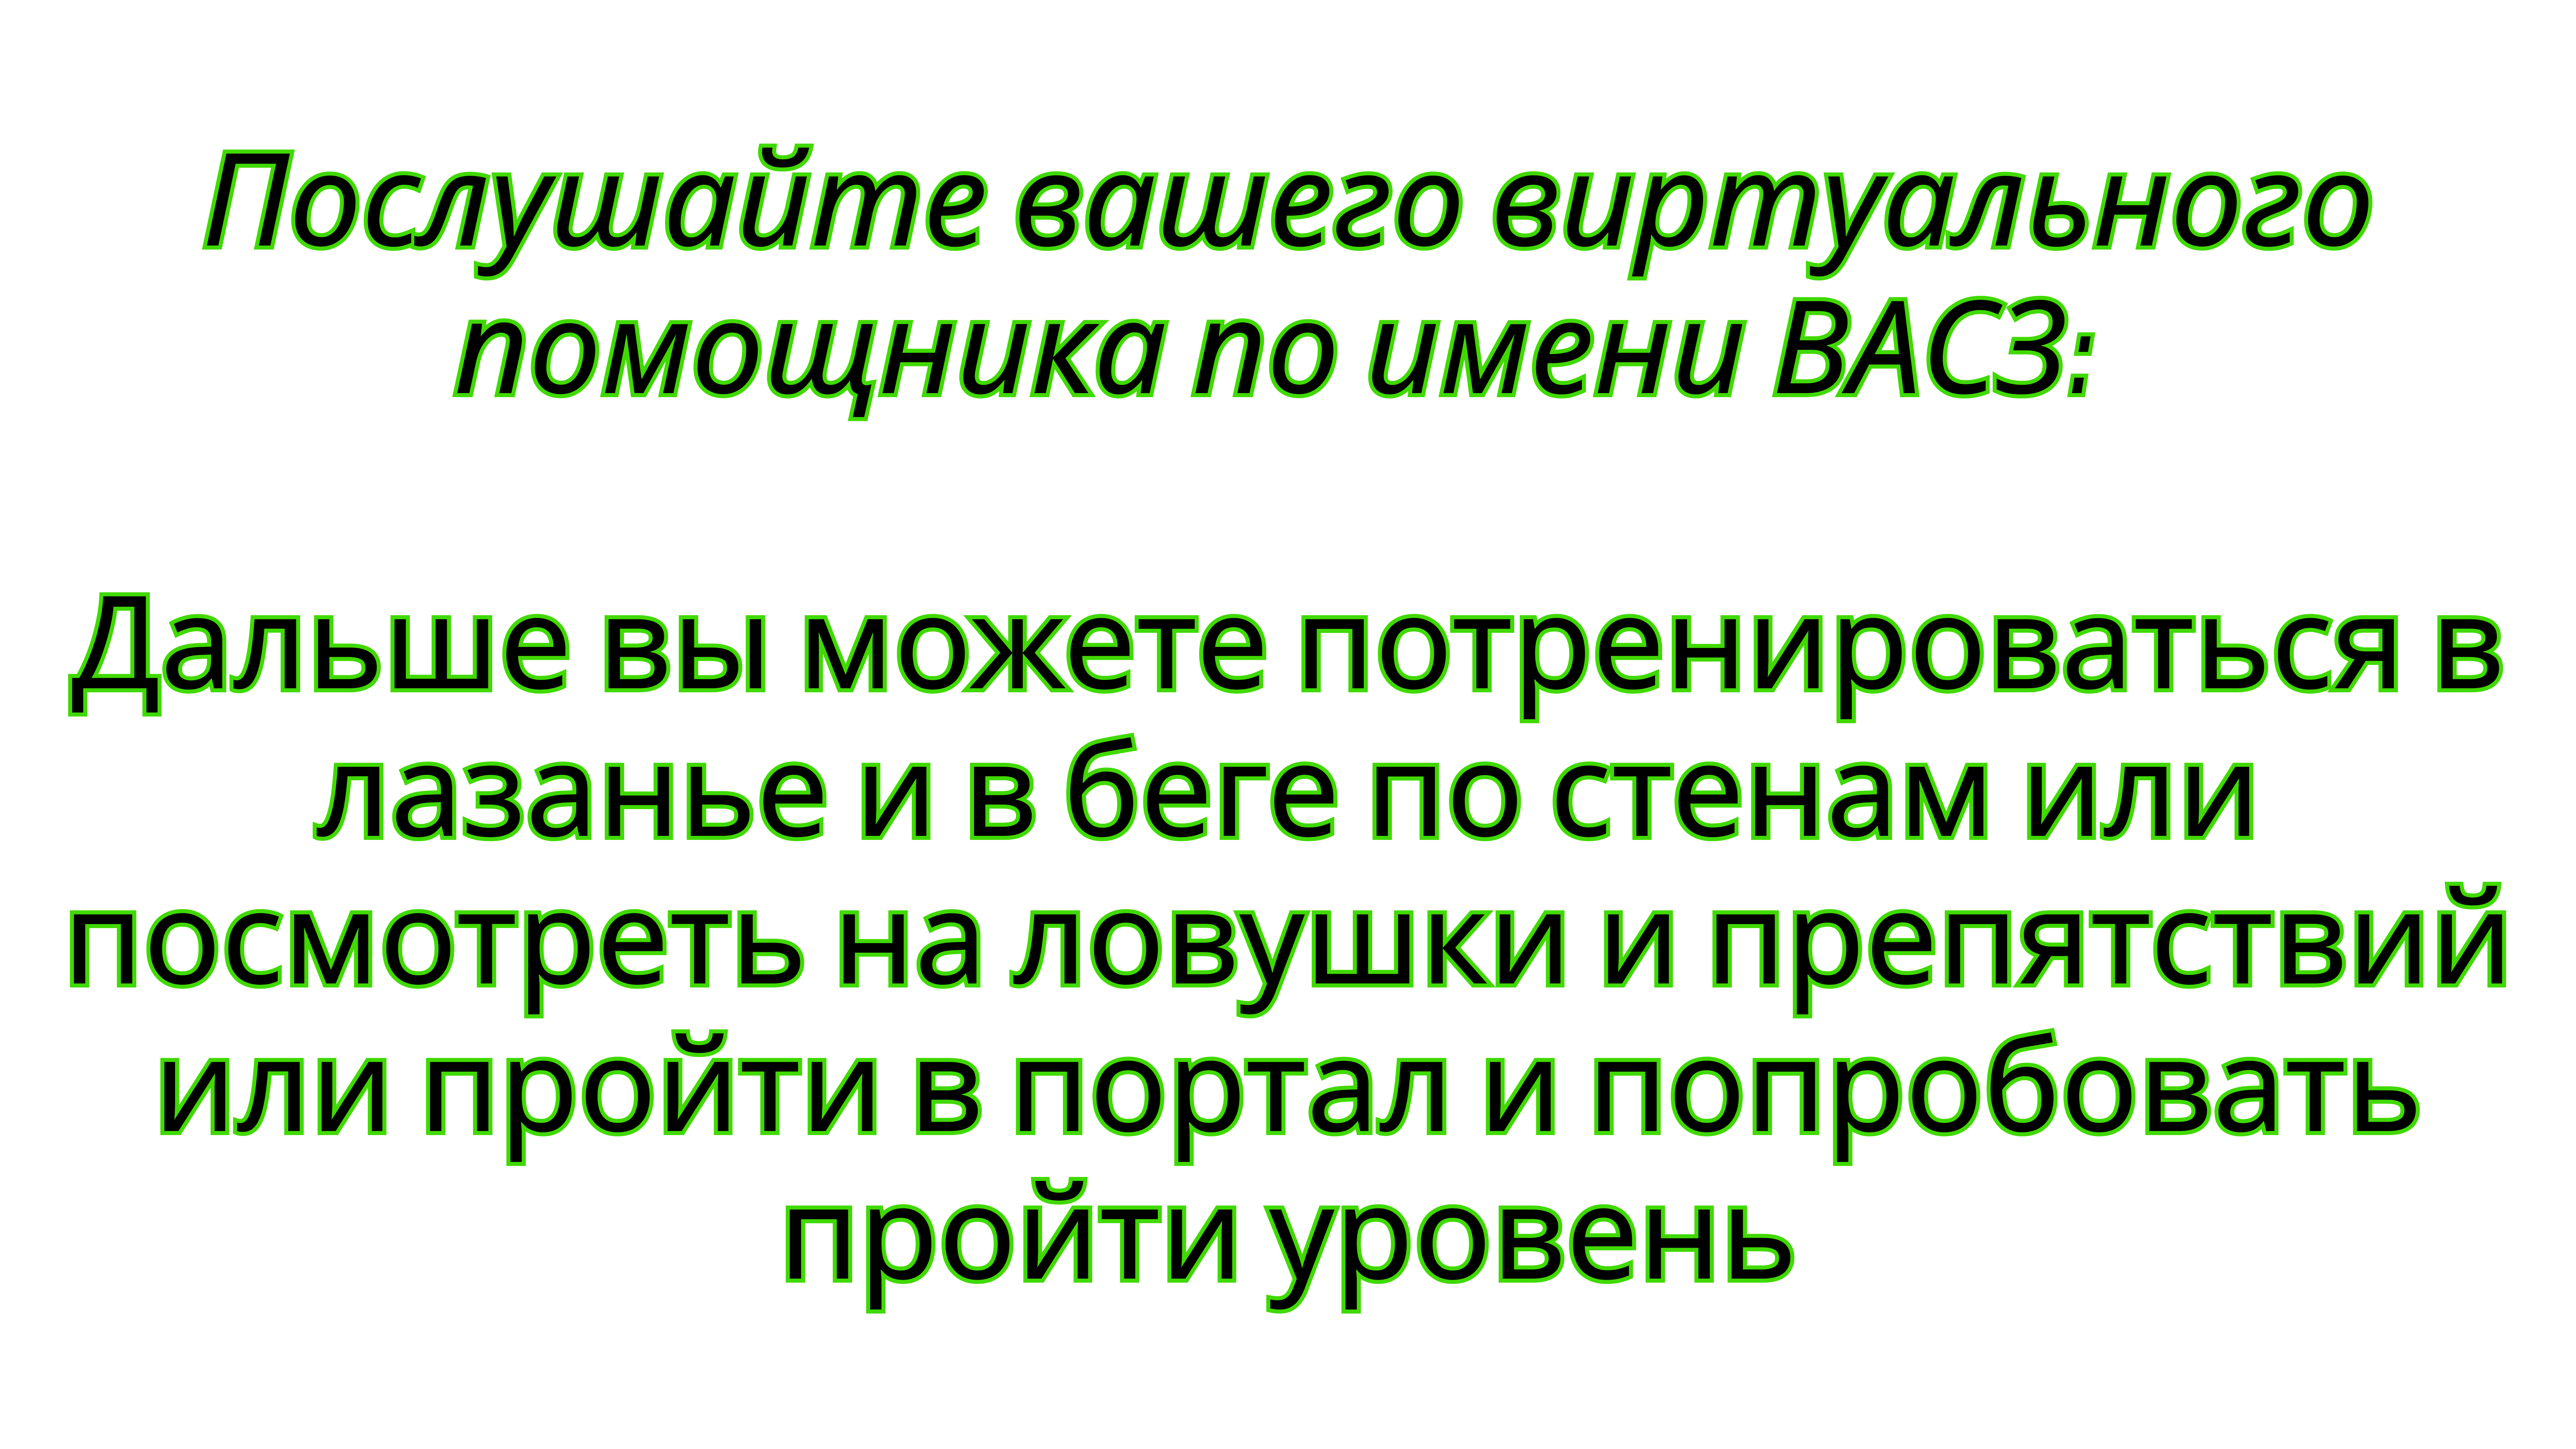 Послушайте вашего виртуального
помощника по имени ВАСЗ:
Дальше вы можете потренироваться в
лазанье и в беге по стенам или
посмотреть на ловушки и препятствий
или пройти в портал и попробовать
пройти уровень